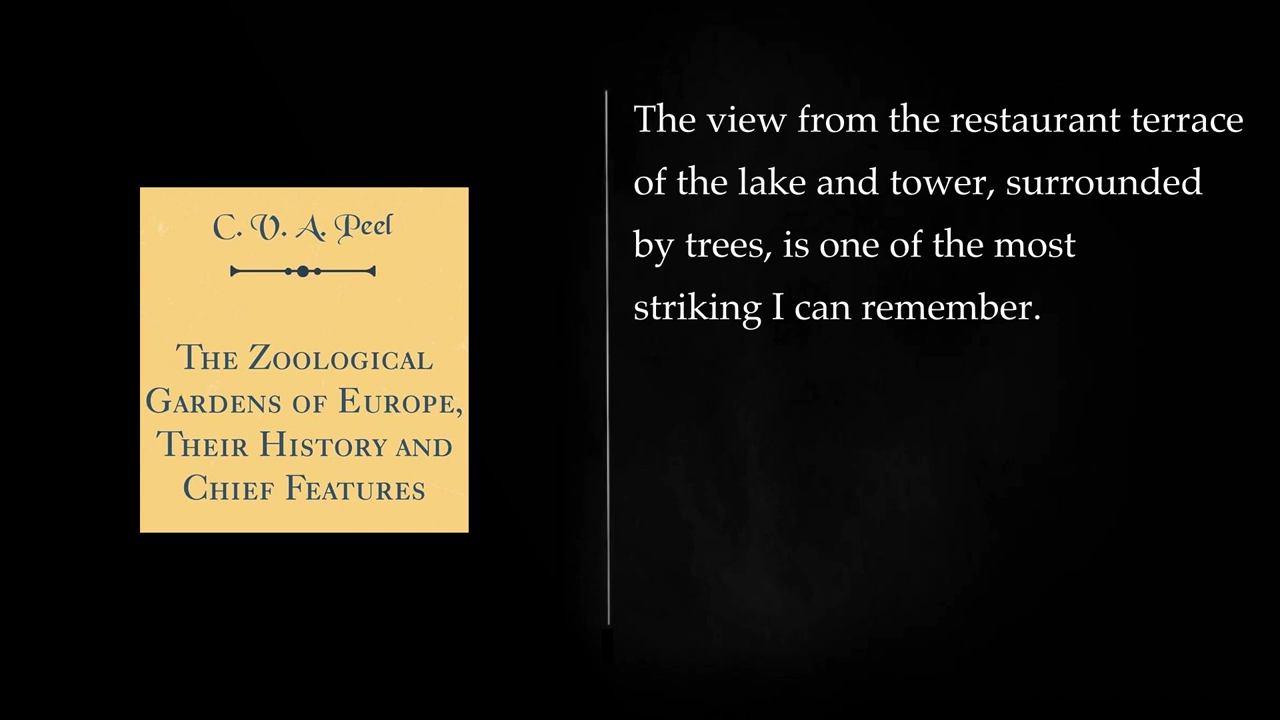 C. V. A. Peel
The Zoological
Gardens of Europe,
Their History and
Chief Features
The view from the restaurant terrace
of the lake and tower, surrounded
by trees, is one of the most
striking I can remember.